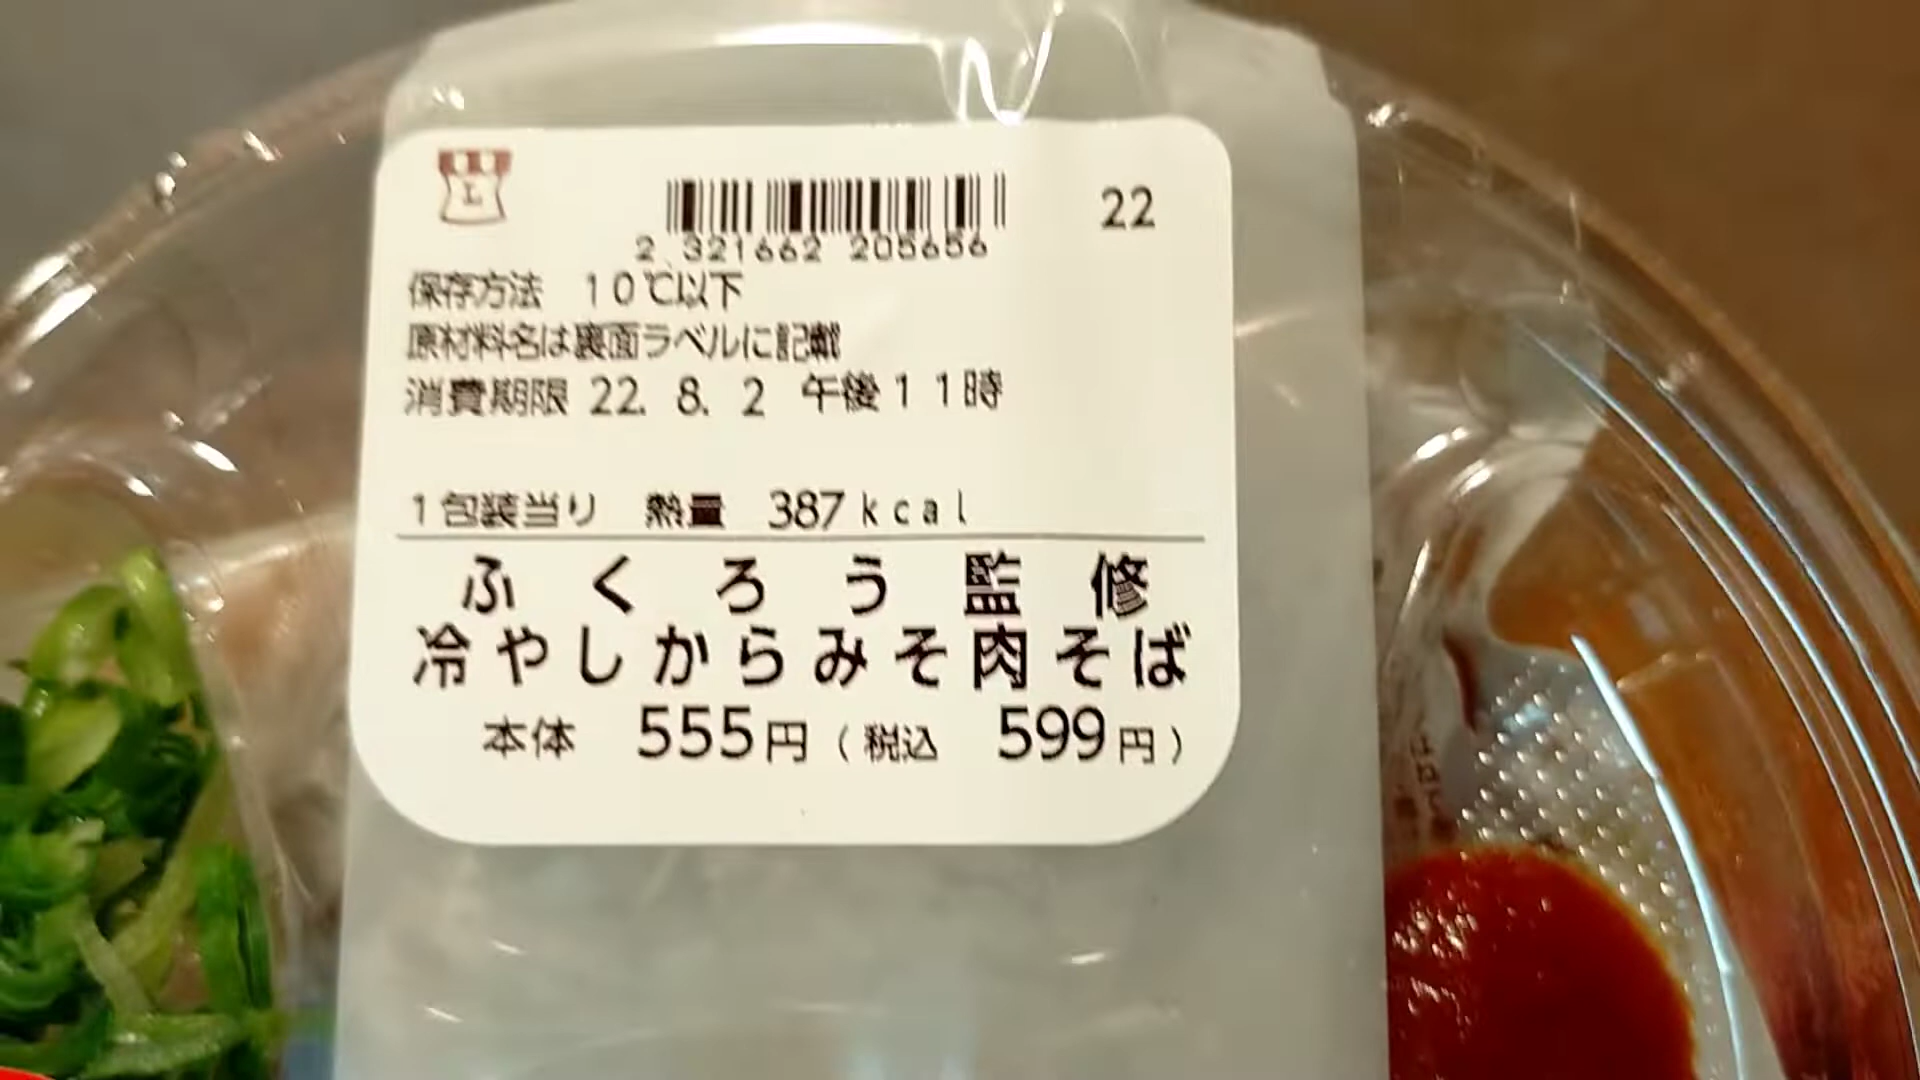 L
22
2 321662 205656
保存方法 10℃以下
原材料名は裏面ラベルに記載
消費期限 22. 8. 2 午後11時
1包装当り 熱量 387kcal
ふくろう監修
冷やしからみそ肉そば
本体 555円(税込 599円)